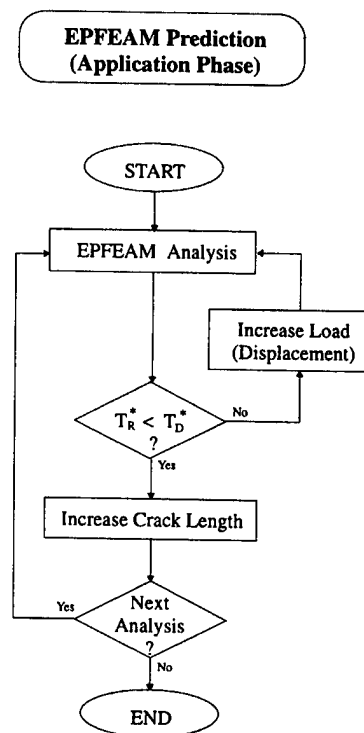 EPFEAM Prediction
(Application Phase)
START
EPFEAM Analysis
Increase Load
(Displacement)
T*R < T*D
?
No
Yes
Increase Crack Length
Yes
Next
Analysis
?
No
END